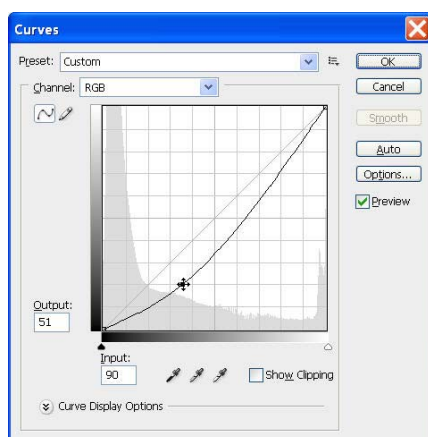 Curves
Preset: Custom
OK
Channel: RGB
Cancel
Smooth
Auto
Options...
Preview
Output:
51
Input:
90
Show Clipping
Curve Display Options